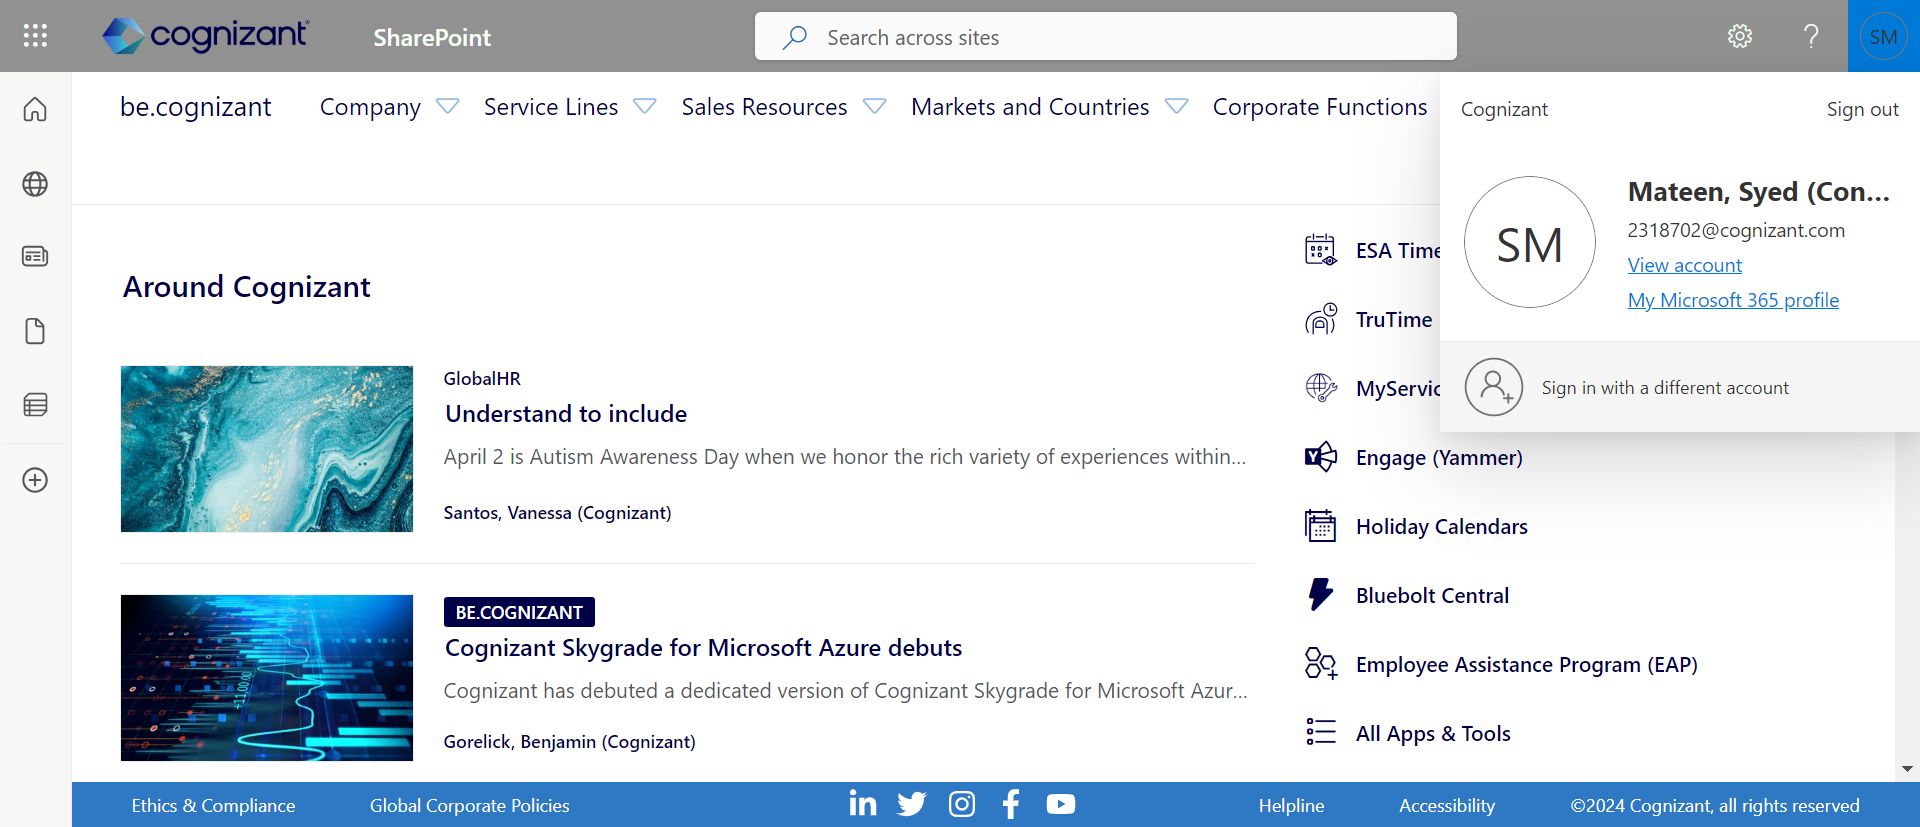 cognizant
SharePoint
Search across sites
SM
be.cognizant
Company
Service Lines
Sales Resources
Markets and Countries
Corporate Functions
Cognizant
Sign out
SM
Mateen, Syed (Con...
2318702@cognizant.com
View account
My Microsoft 365 profile
Sign in with a different account
Around Cognizant
GlobalHR
Understand to include
April 2 is Autism Awareness Day when we honor the rich variety of experiences within...
Santos, Vanessa (Cognizant)
BE.COGNIZANT
Cognizant Skygrade for Microsoft Azure debuts
Cognizant has debuted a dedicated version of Cognizant Skygrade for Microsoft Azur...
Gorelick, Benjamin (Cognizant)
ESA Time
TruTime
MyServic
Engage (Yammer)
Holiday Calendars
Bluebolt Central
Employee Assistance Program (EAP)
All Apps & Tools
Ethics & Compliance
Global Corporate Policies
Helpline
Accessibility
©2024 Cognizant, all rights reserved